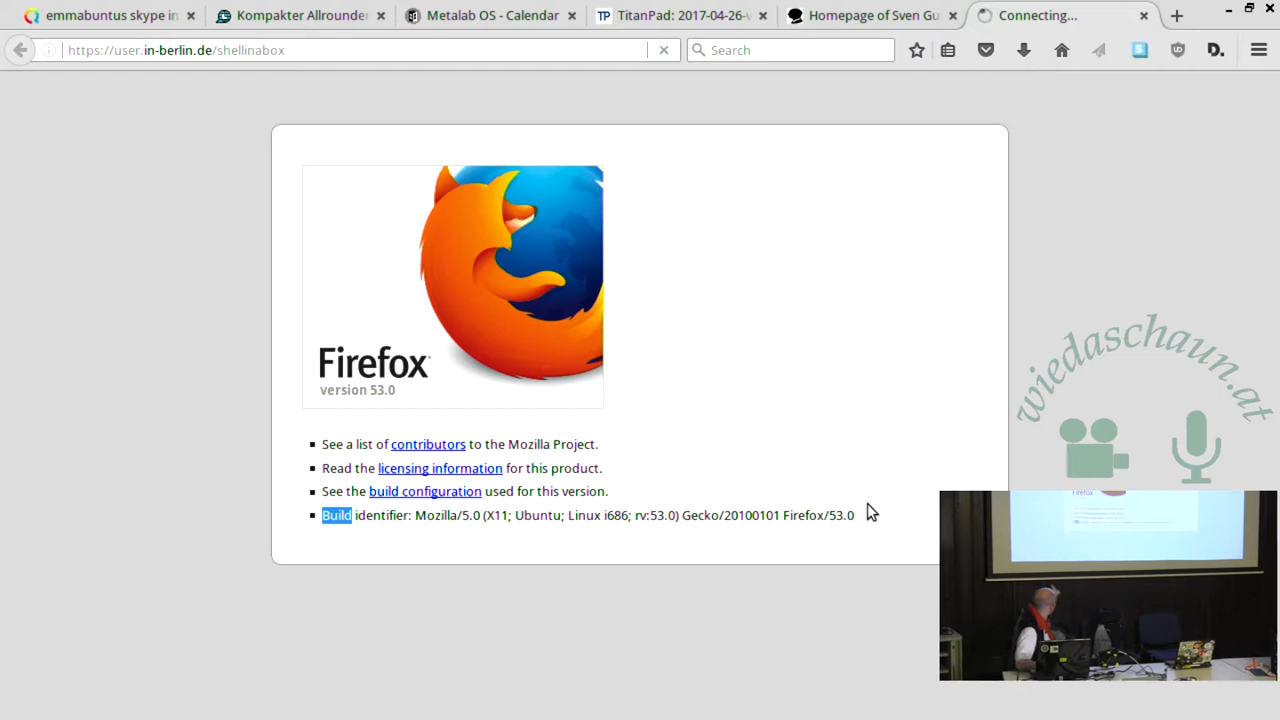 emmabuntus skype in
Kompakter Allrounder
Metalab OS - Calendar
TitanPad: 2017-04-26-v
Homepage of Sven Gu
Connecting...
https://user.in-berlin.de/shellinabox
Search
S
UD
D.
Firefox
version 53.0
See a list of contributors to the Mozilla Project.
Read the licensing information for this product.
See the build configuration used for this version.
Build identifier: Mozilla/5.0 (X11; Ubuntu; Linux i686; rv:53.0) Gecko/20100101 Firefox/53.0
wiedaschaun.at
Firefox